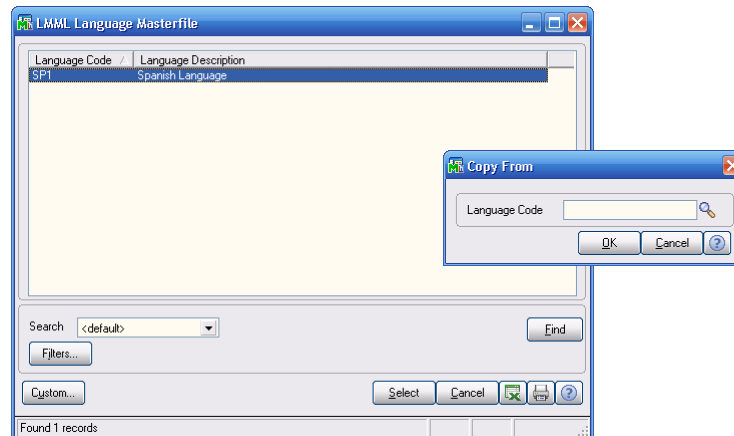 LMML Language Masterfile
Language Code / Language Description
SP1 Spanish Language
Copy From
Language Code
OK Cancel
Search <default> Find
Filters...
Custom... Select Cancel
Found 1 records